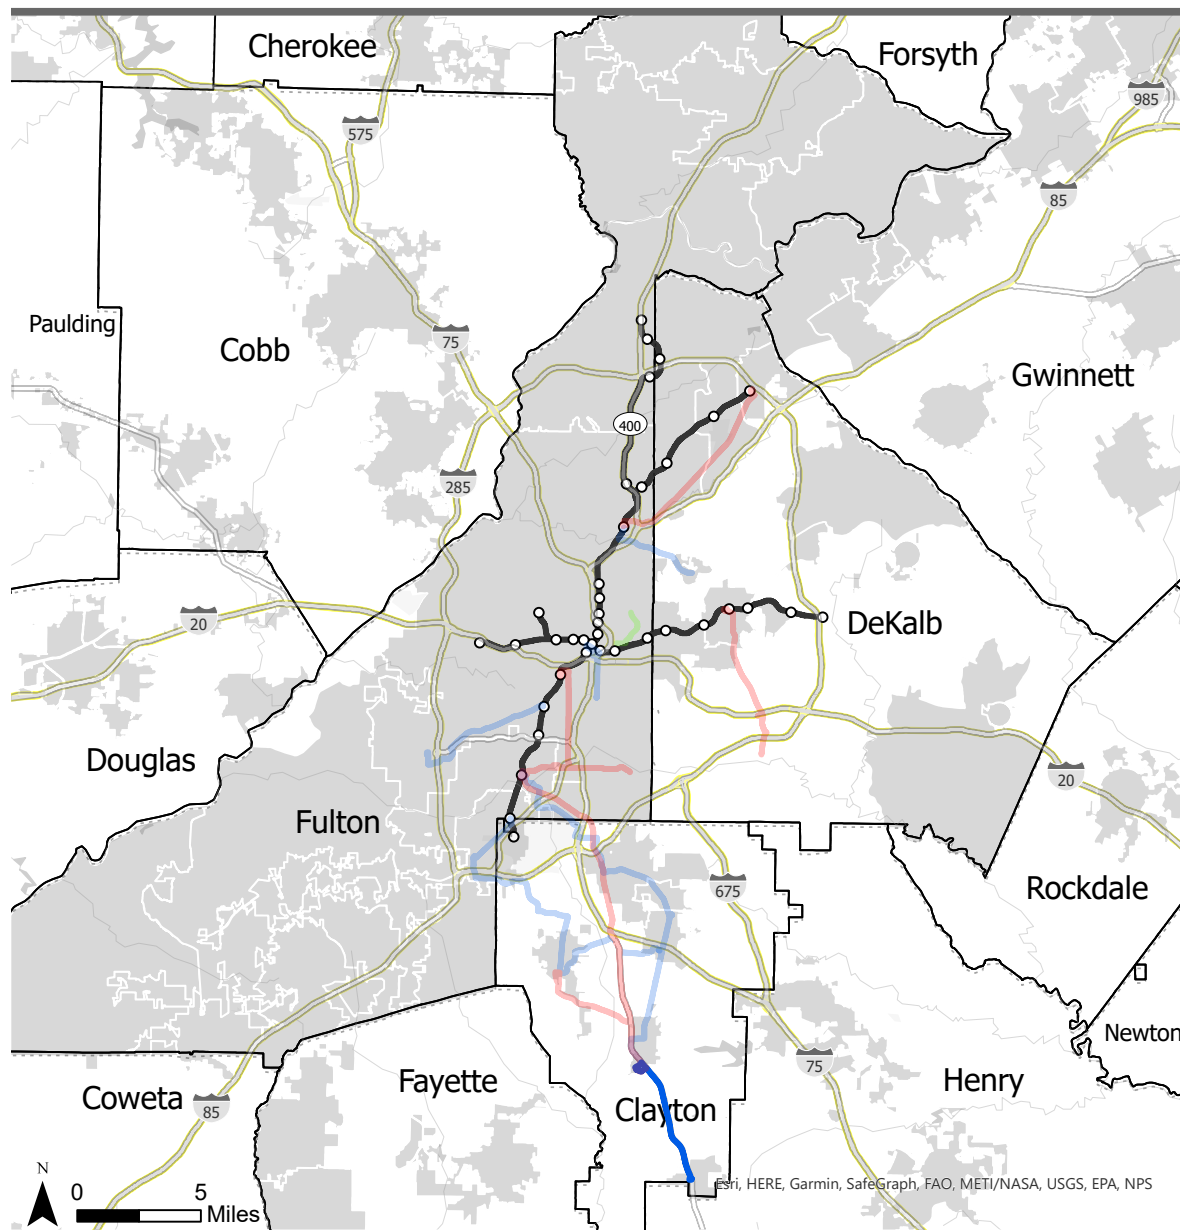 Cherokee
Forsyth
985
575
85
Paulding
Cobb
75
Gwinnett
400
285
20
DeKalb
Douglas
Fulton
20
675
Rockdale
Newton
75
Fayette
Henry
Coweta
85
Clayton
N
0 5
Miles
Esri, HERE, Garmin, SafeGraph, FAO, METI/NASA, USGS, EPA, NPS